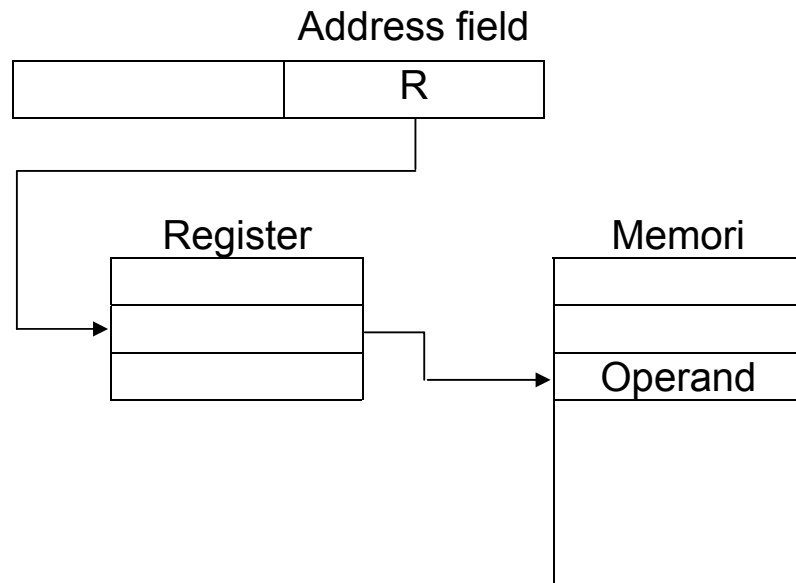 Address field
R
Register
Memori
Operand